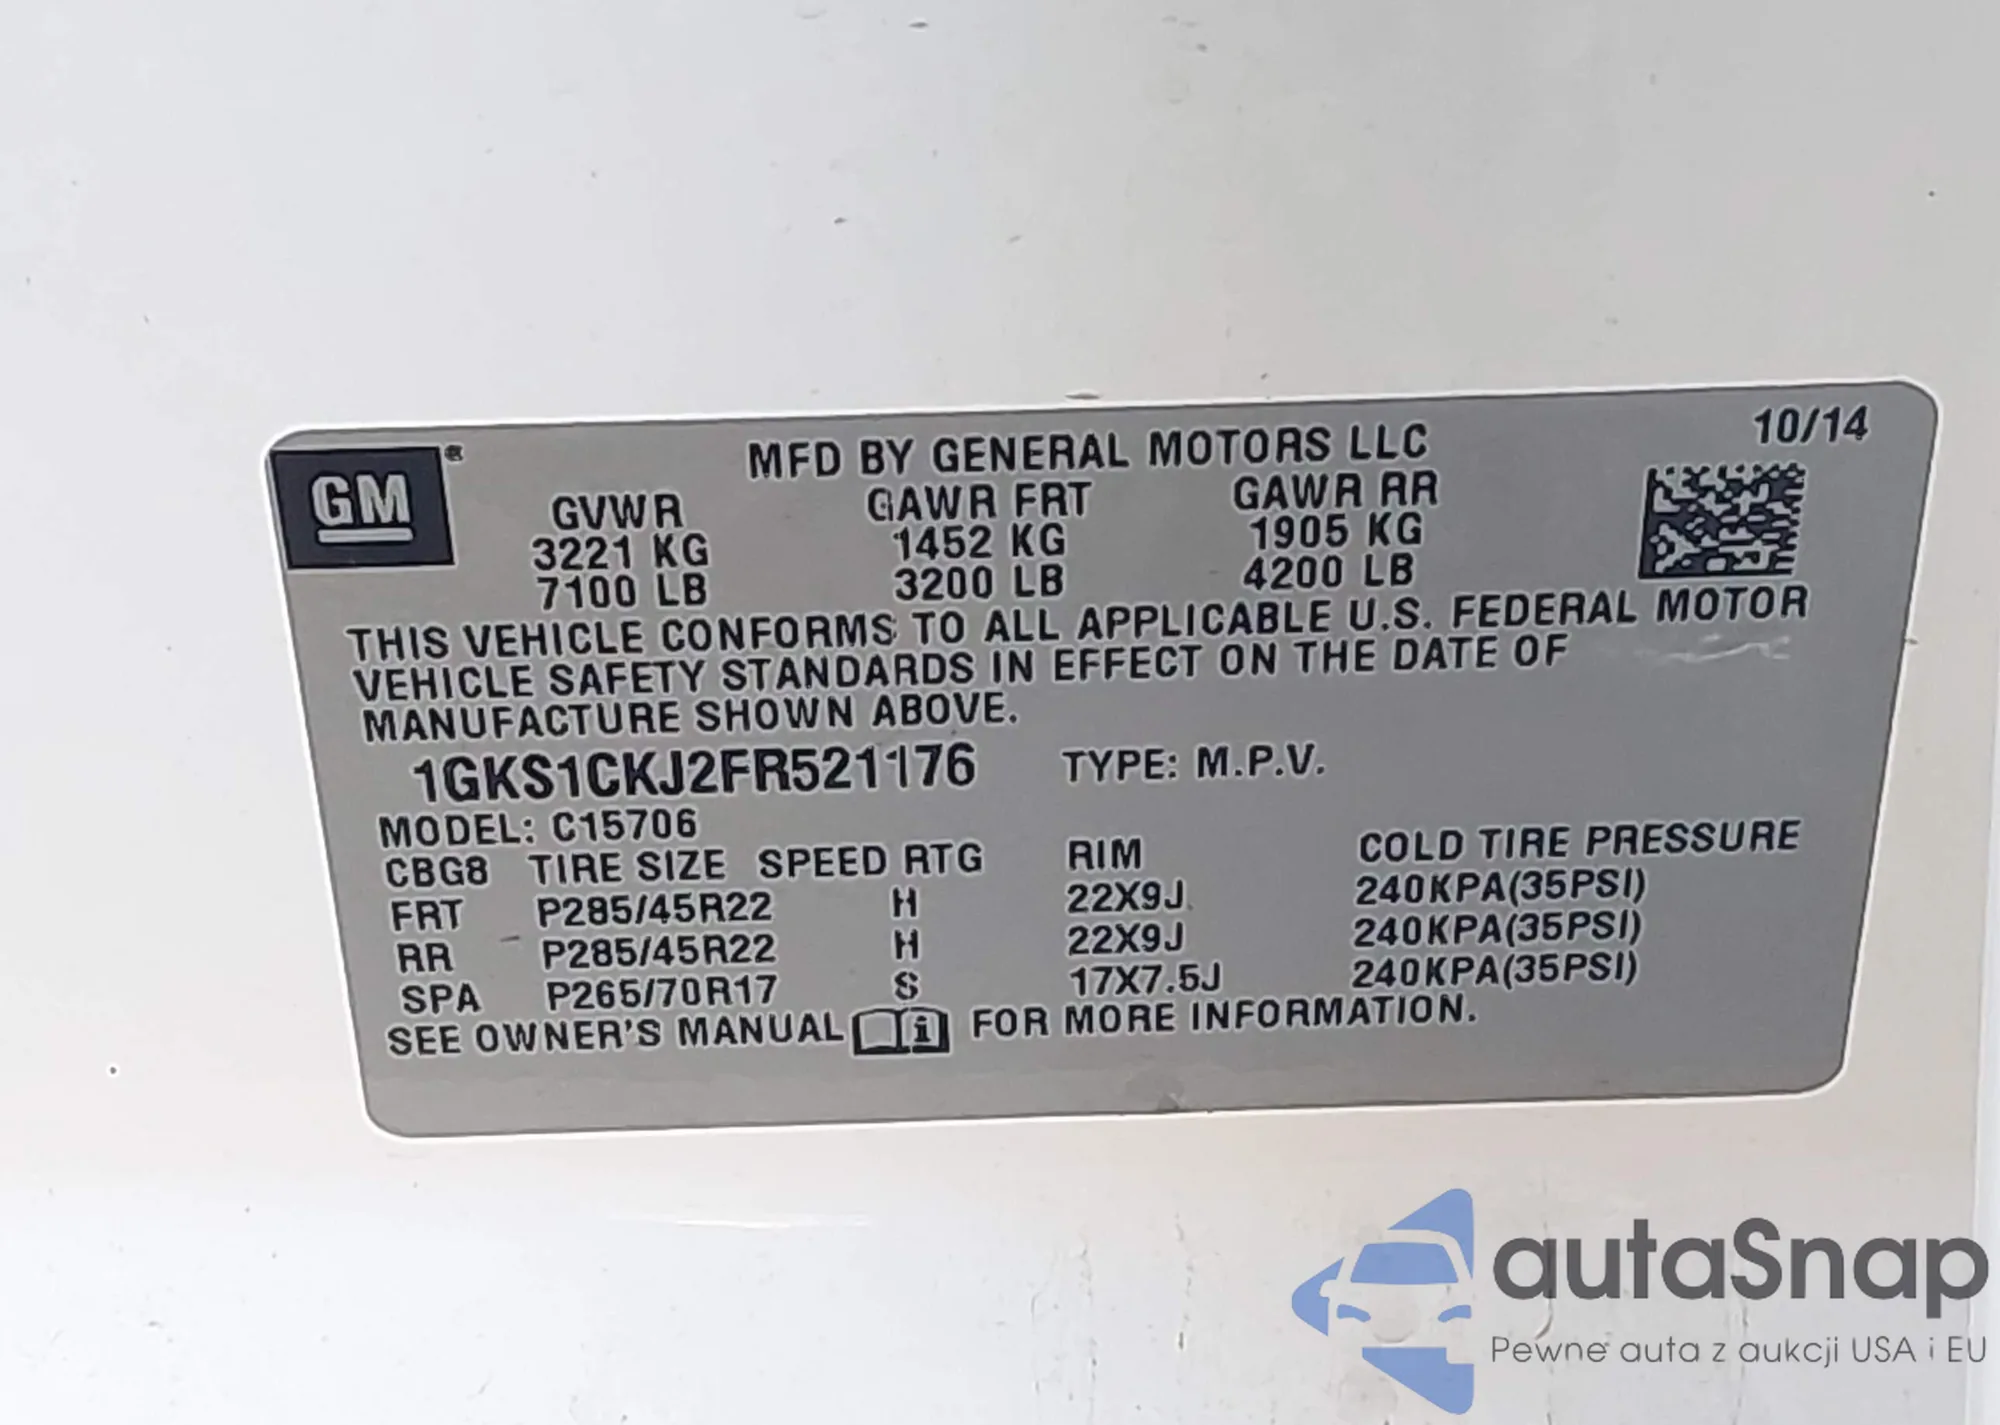 10/14
GM®
MFD BY GENERAL MOTORS LLC
GVWR GAWR FRT GAWR RR
3221 KG 1452 KG 1905 KG
7100 LB 3200 LB 4200 LB
THIS VEHICLE CONFORMS TO ALL APPLICABLE U.S. FEDERAL MOTOR
VEHICLE SAFETY STANDARDS IN EFFECT ON THE DATE OF
MANUFACTURE SHOWN ABOVE.
1GKS1CKJ2FR521176 TYPE: M.P.V.
MODEL: C15706
CBG8 TIRE SIZE SPEED RTG RIM COLD TIRE PRESSURE
FRT P285/45R22 H 22X9J 240KPA(35PSI)
RR P285/45R22 H 22X9J 240KPA(35PSI)
SPA P265/70R17 S 17X7.5J 240KPA(35PSI)
SEE OWNER'S MANUAL i FOR MORE INFORMATION.
autaSnap
Pewne auta z aukcji USA i EU